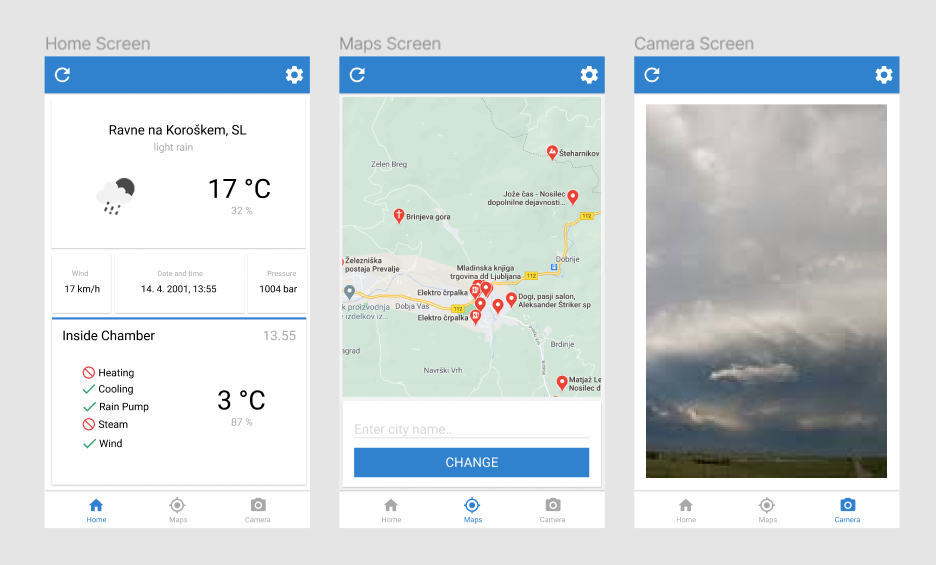 Home Screen
Ravne na Koroškem, SL
light rain
17 °C
32 %
Wind
17 km/h
Date and time
14. 4. 2001, 13:55
Pressure
1004 bar
Inside Chamber
13.55
Heating
Cooling
Rain Pump
Steam
Wind
3 °C
87 %
Home
Maps
Camera
Maps Screen
Šteharnikov
Zelen Breg
Jože čas - Nosilec
dopolnilne dejavnosti...
112
Brinjeva gora
Železniška
postaja Prevalje
Dobrije
Mladinska knjiga
trgovina dd Ljubljana
112
Elektro črpalka
Dogi, pasji salon,
Aleksander Štriker sp
k proizvodnja
izdelkov iz...
Dobja Vas
112
Elektro črpalka
agrad
Brdinje
Navrški Vrh
Matjaž Le
Nosilec d
Enter city name..
CHANGE
Home
Maps
Camera
Camera Screen
Home
Maps
Camera